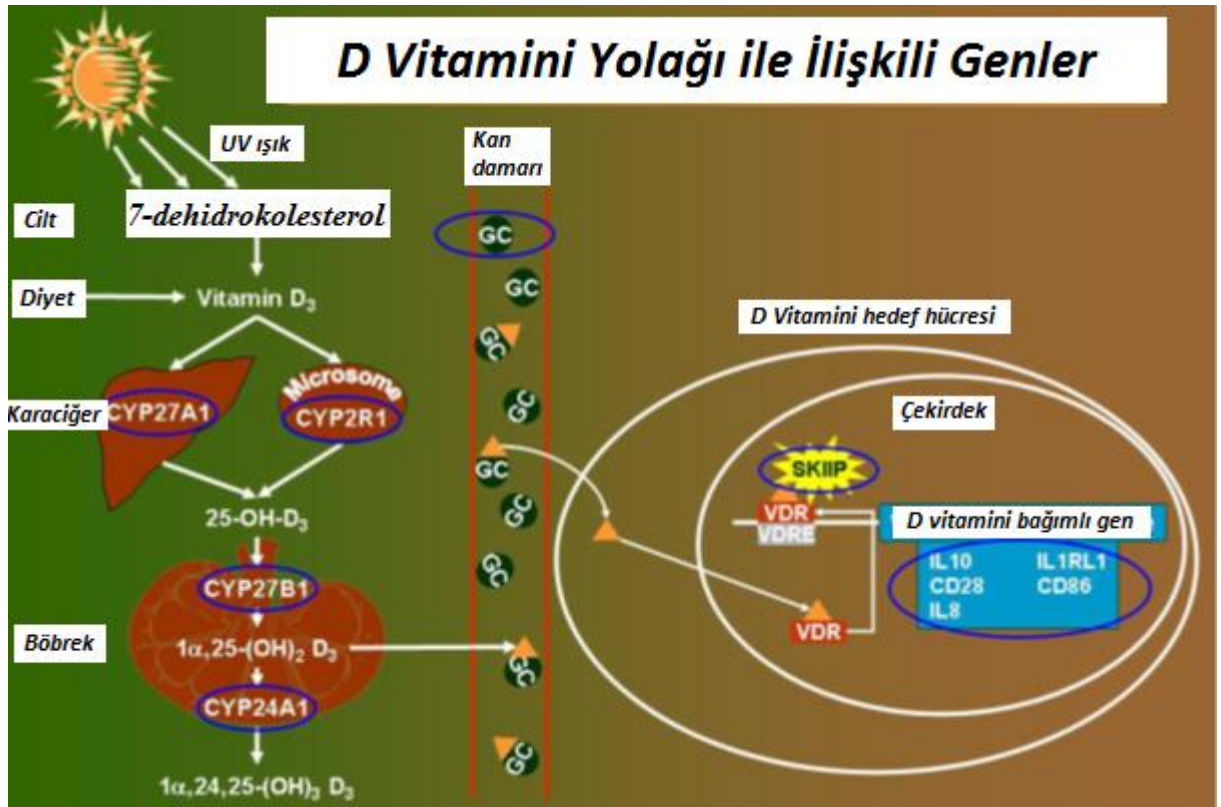 D Vitamini Yolağı ile İlişkili Genler
UV ışık
Kan
damarı
Cilt
7-dehidrokolesterol
GC
GC
Diyet
Vitamin D₃
D Vitamini hedef hücresi
GC
Microsome
Karaciğer
CYP27A1
CYP2R1
GC
Çekirdek
GC
SKIIP
25-OH-D₃
GC
VDR
VDRE
D vitamini bağımlı gen
IL10
IL1RL1
CD28
CD86
IL8
CYP27B1
GC
VDR
Böbrek
1α,25-(OH)₂ D₃
GC
CYP24A1
GC
1α,24,25-(OH)₃ D₃